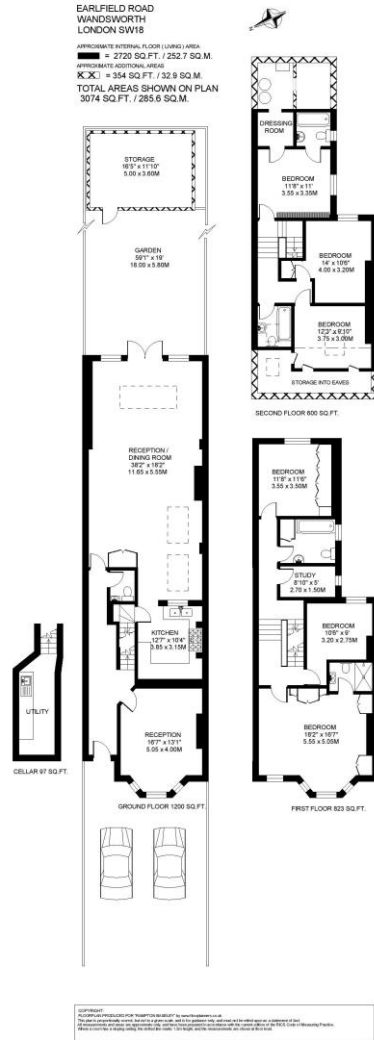 EARLFIELD ROAD
WANDSWORTH
LONDON SW18
APPROXIMATE INTERNAL FLOOR ( LIVING ) AREA
= 2720 SQ.FT. / 252.7 SQ.M.
APPROXIMATE ADDITIONAL AREAS
= 354 SQ.FT. / 32.9 SQ.M.
TOTAL AREAS SHOWN ON PLAN
3074 SQ.FT. / 285.6 SQ.M.
STORAGE
16'5" x 11'10"
5.00 x 3.60M
GARDEN
59'1" x 19'
18.00 x 5.80M
RECEPTION /
DINING ROOM
38'2" x 18'2"
11.65 x 5.55M
KITCHEN
12'7" x 10'4"
3.85 x 3.15M
RECEPTION
16'7" x 13'1"
5.05 x 4.00M
GROUND FLOOR 1200 SQ.FT.
UTILITY
CELLAR 97 SQ.FT.
DRESSING
ROOM
BEDROOM
11'8" x 11'
3.55 x 3.35M
BEDROOM
14' x 10'6"
4.00 x 3.20M
BEDROOM
12'3" x 9'10"
3.75 x 3.00M
STORAGE INTO EAVES
SECOND FLOOR 600 SQ.FT.
BEDROOM
11'8" x 11'6"
3.55 x 3.50M
STUDY
8'10" x 5'
2.70 x 1.50M
BEDROOM
10'6" x 9'
3.20 x 2.75M
BEDROOM
18'2" x 16'7"
5.55 x 5.05M
FIRST FLOOR 823 SQ.FT.
COPYRIGHT: